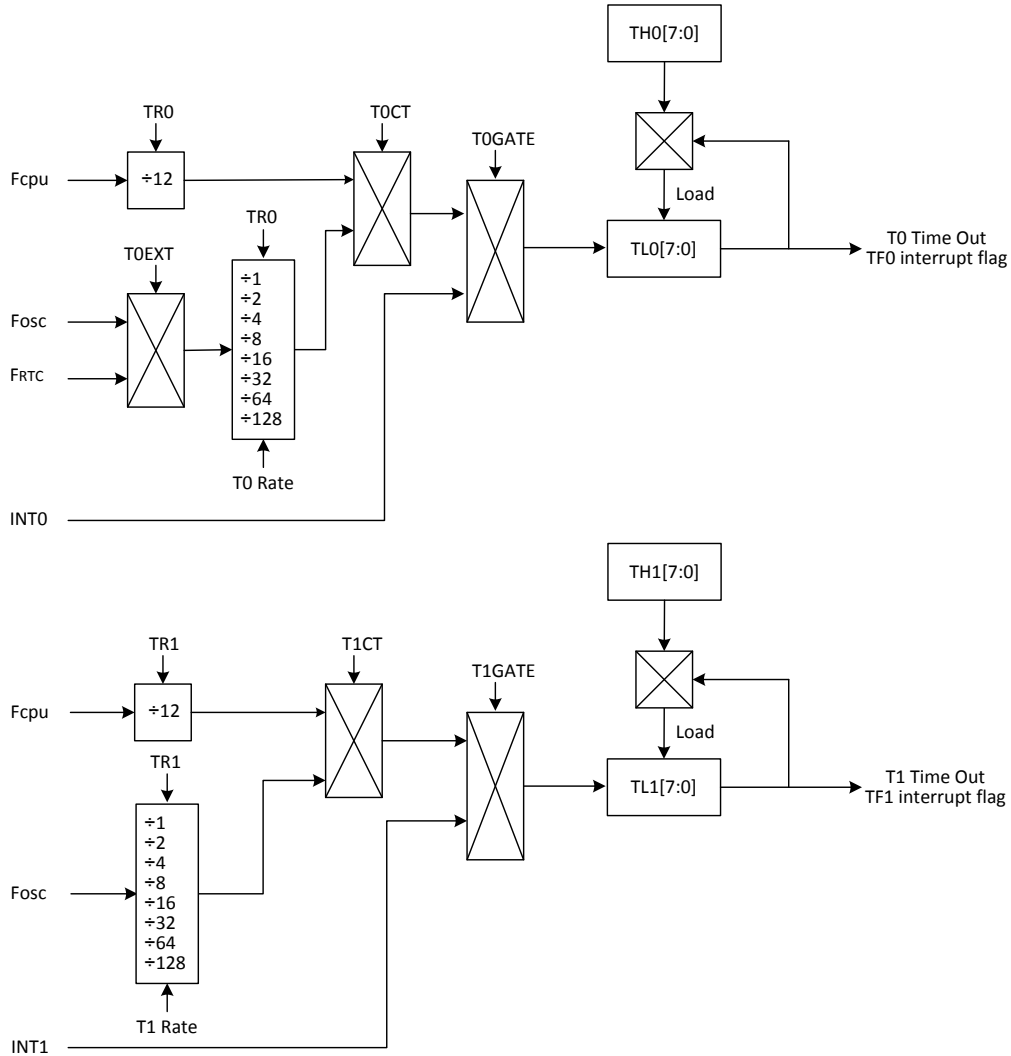 TH0[7:0]
TR0
T0CT
T0GATE
Fcpu
÷12
Load
TR0
T0EXT
TL0[7:0]
T0 Time Out
TF0 interrupt flag
÷1
÷2
÷4
÷8
÷16
÷32
÷64
÷128
Fosc
FRTC
T0 Rate
INT0
TH1[7:0]
TR1
T1CT
T1GATE
Fcpu
÷12
Load
TR1
TL1[7:0]
T1 Time Out
TF1 interrupt flag
÷1
÷2
÷4
÷8
÷16
÷32
÷64
÷128
Fosc
T1 Rate
INT1